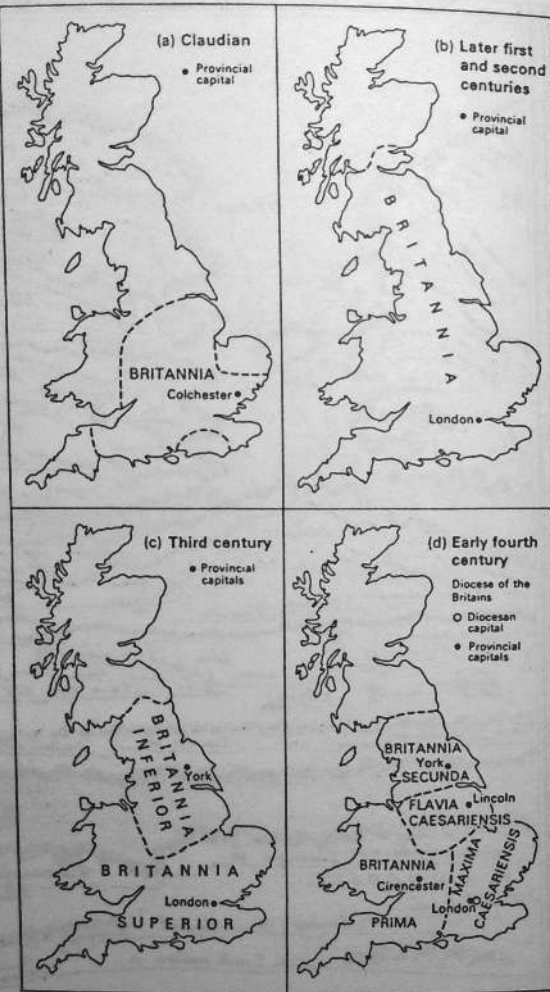 (a) Claudian
• Provincial
capital
BRITANNIA
Colchester
(b) Later first
and second
centuries
• Provincial
capital
BRITANNIA
London
(c) Third century
• Provincial
capitals
BRITANNIA
INFERIOR
York
BRITANNIA
London
SUPERIOR
(d) Early fourth
century
Diocese of the
Britains
O Diocesan
capital
• Provincial
capitals
BRITANNIA
York
SECUNDA
FLAVIA
Lincoln
CAESARIENSIS
BRITANNIA
Cirencester
MAXIMA
CAESARIENSIS
London
PRIMA